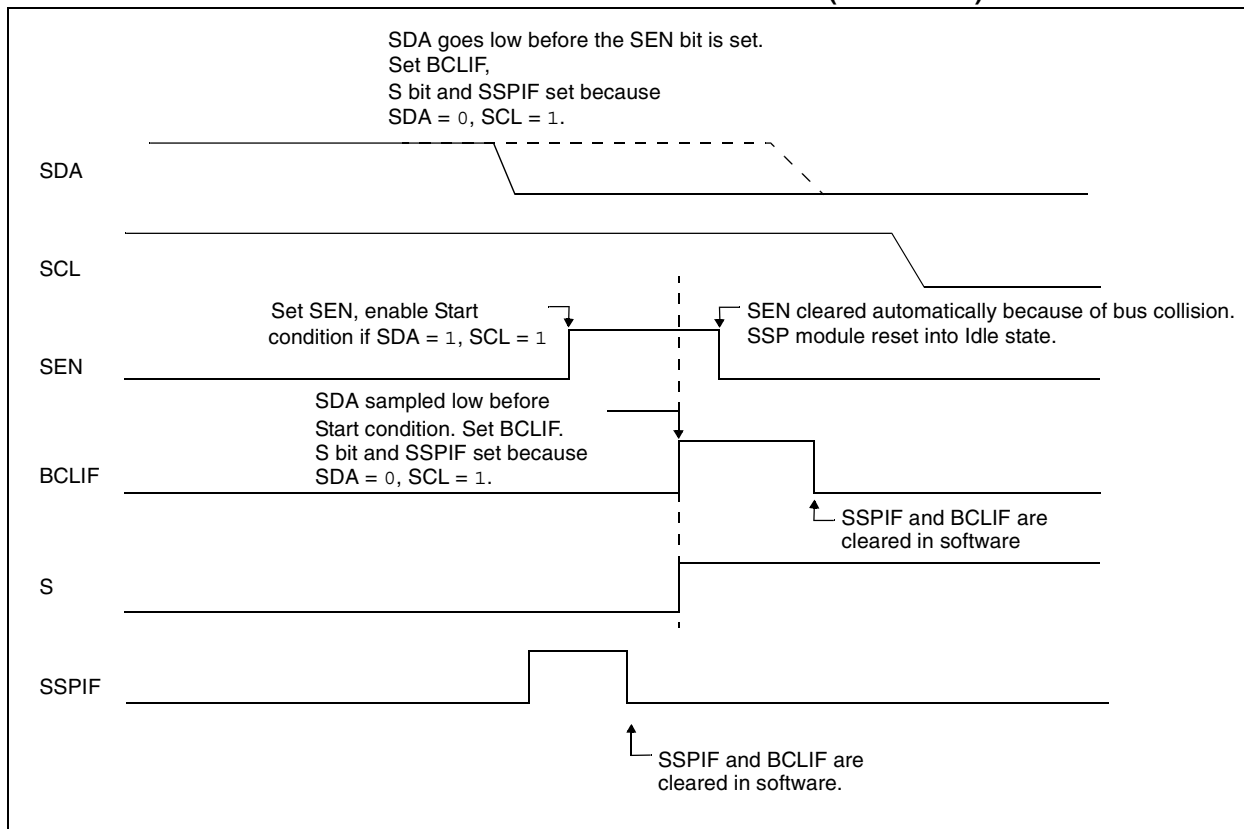 SDA goes low before the SEN bit is set.
Set BCLIF,
S bit and SSPIF set because
SDA = 0, SCL = 1.
SDA
SCL
Set SEN, enable Start
condition if SDA = 1, SCL = 1
SEN cleared automatically because of bus collision.
SSP module reset into Idle state.
SEN
SDA sampled low before
Start condition. Set BCLIF.
S bit and SSPIF set because
SDA = 0, SCL = 1.
BCLIF
SSPIF and BCLIF are
cleared in software
S
SSPIF
SSPIF and BCLIF are
cleared in software.